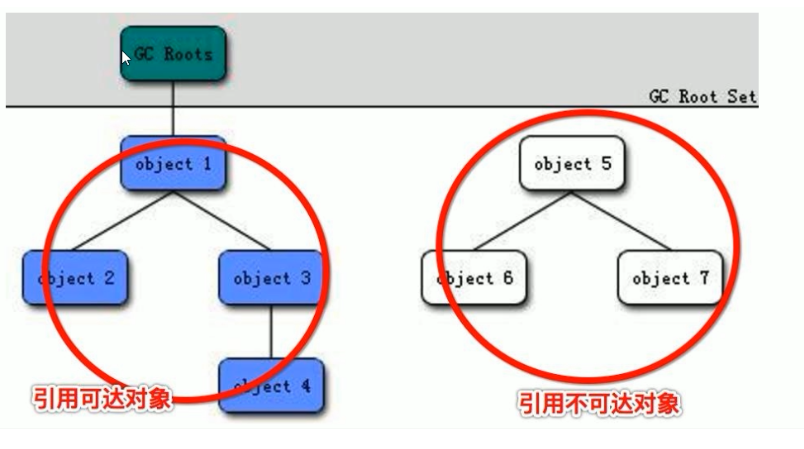 GC Roots
GC Root Set
object 1
object 5
object 2
object 3
object 6
object 7
object 4
引用可达对象
引用不可达对象